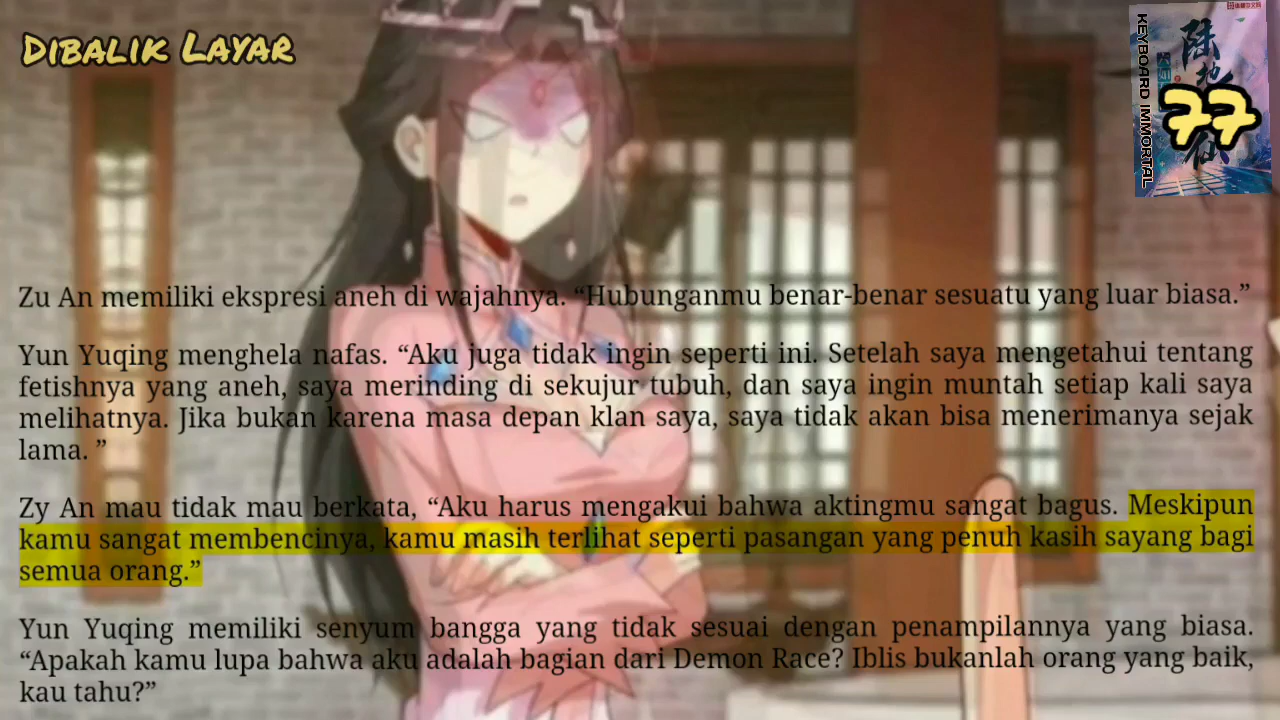 Dibalik Layar
KEYBOARD IMMORTAL
陆地
仙
77
Zu An memiliki ekspresi aneh di wajahnya. “Hubunganmu benar-benar sesuatu yang luar biasa.”
Yun Yuqing menghela nafas. “Aku juga tidak ingin seperti ini. Setelah saya mengetahui tentang
fetishnya yang aneh, saya merinding di sekujur tubuh, dan saya ingin muntah setiap kali saya
melihatnya. Jika bukan karena masa depan klan saya, saya tidak akan bisa menerimanya sejak
lama. ”
Zy An mau tidak mau berkata, “Aku harus mengakui bahwa aktingmu sangat bagus. Meskipun
kamu sangat membencinya, kamu masih terlihat seperti pasangan yang penuh kasih sayang bagi
semua orang.”
Yun Yuqing memiliki senyum bangga yang tidak sesuai dengan penampilannya yang biasa.
“Apakah kamu lupa bahwa aku adalah bagian dari Demon Race? Iblis bukanlah orang yang baik,
kau tahu?”